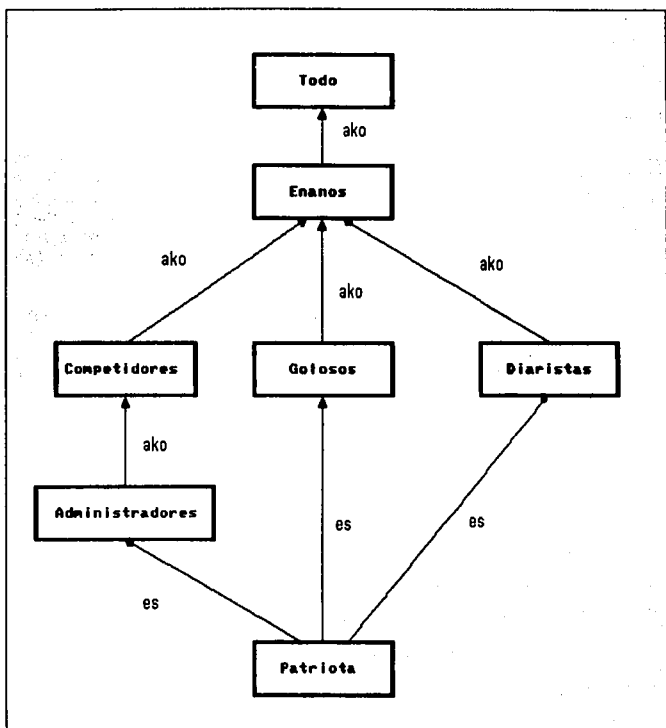 Todo
ako
Enanos
ako
ako
ako
Competidores
Golosos
Diaristas
ako
Administradores
es
es
es
Patriota